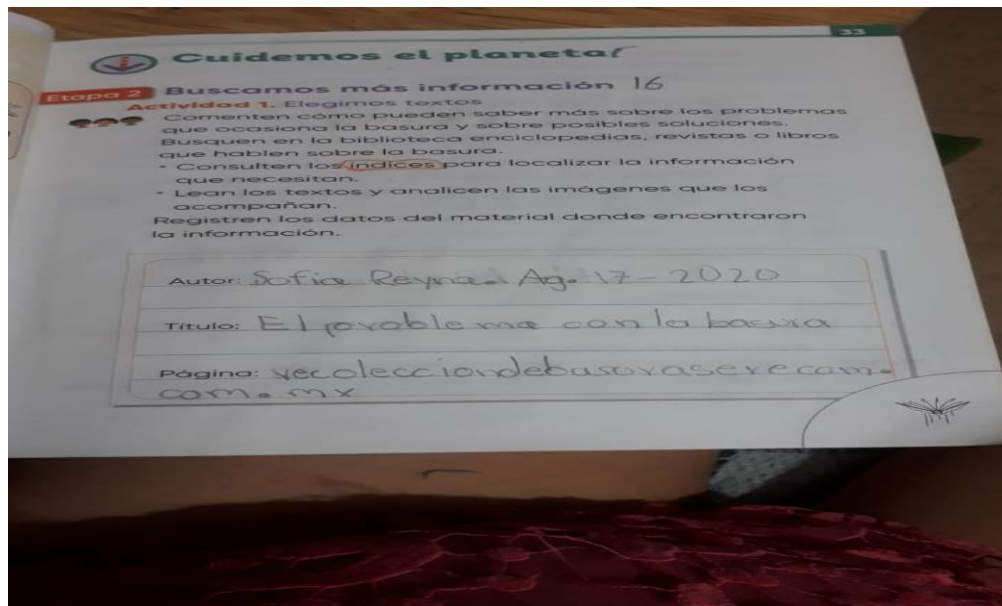 33
Cuidemos el planeta
Etapa 2 Buscamos más información 16
Actividad 1. Elegimos textos
Comenten cómo pueden saber más sobre los problemas
que ocasiona la basura y sobre posibles soluciones.
Busquen en la biblioteca enciclopedias, revistas o libros
que hablen sobre la basura.
• Consulten los índices para localizar la información
que necesitan.
• Lean los textos y analicen las imágenes que los
acompañan.
Registren los datos del material donde encontraron
la información.
Autor: Sofia Reyna. Ag. 17-2020
Título: El porableme con la basura
Página: recolecciondebasuraserecam.
com.mx